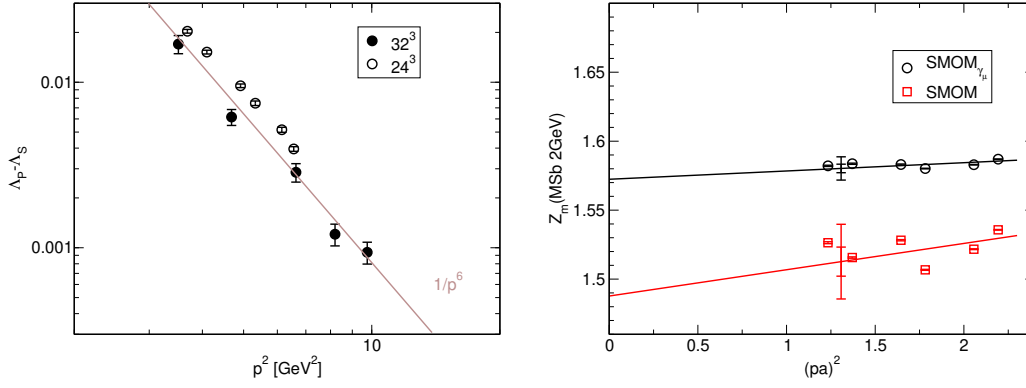 0.01
0.001
Λ_P-Λ_S
32^3
24^3
1/p^6
10
p^2 [GeV^2]
1.65
1.6
1.55
1.5
Z_m(MSb 2GeV)
SMOM_γ_μ
SMOM
0
0.5
1
1.5
2
(pa)^2